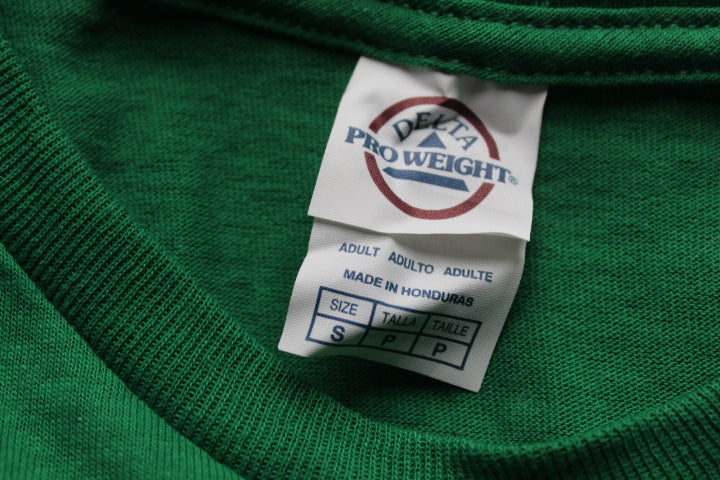 DELTA
PRO WEIGHT®
ADULT ADULTO ADULTE
MADE IN HONDURAS
SIZE TALLA TAILLE
S P P